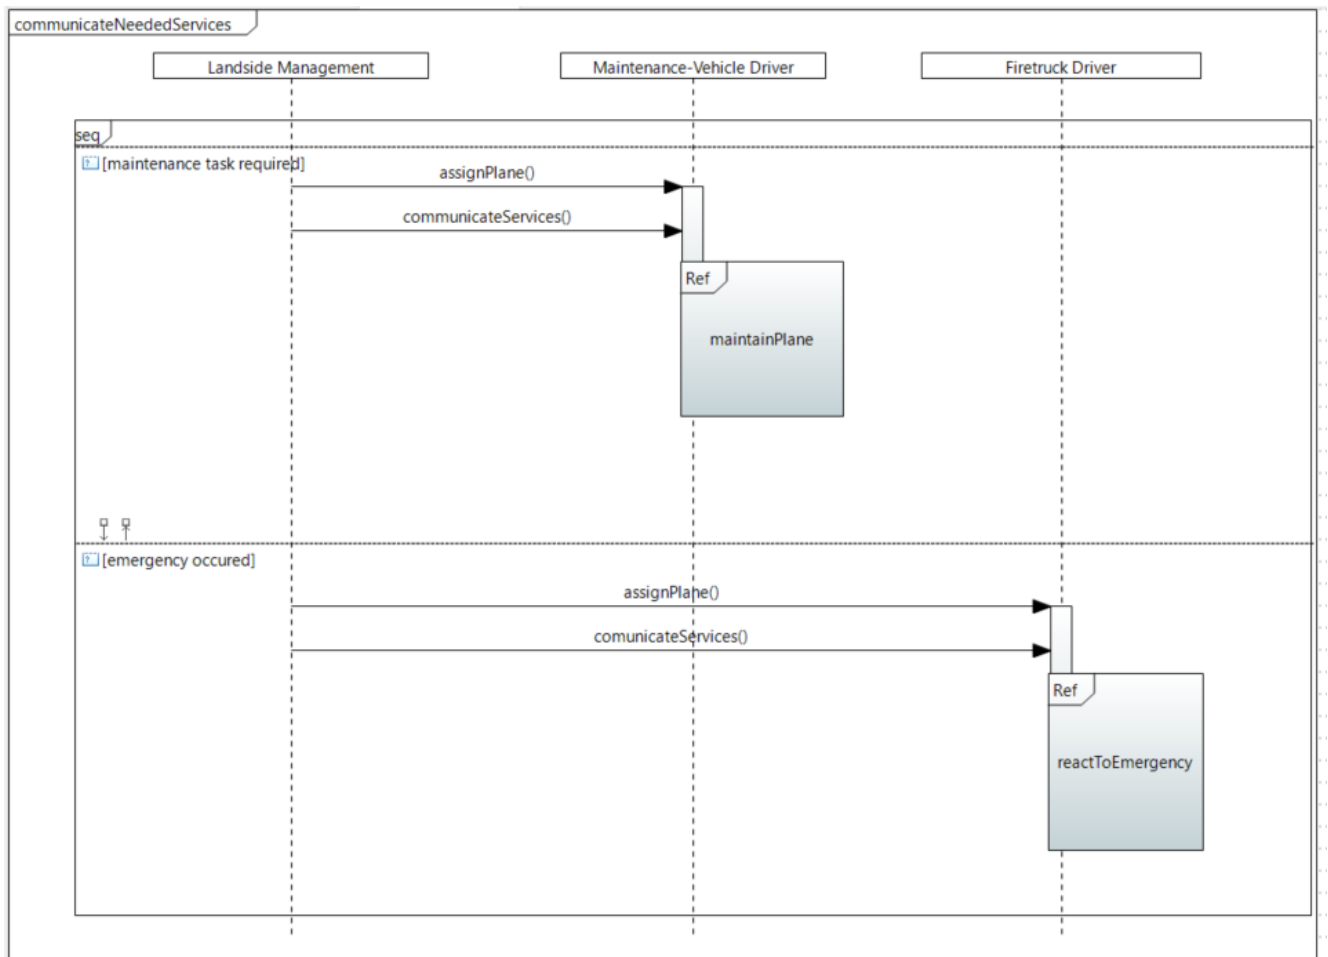 communicateNeededServices
Landside Management
Maintenance-Vehicle Driver
Firetruck Driver
seq
[maintenance task required]
assignPlane()
communicateServices()
Ref
maintainPlane
[emergency occured]
assignPlane()
comunicateServices()
Ref
reactToEmergency